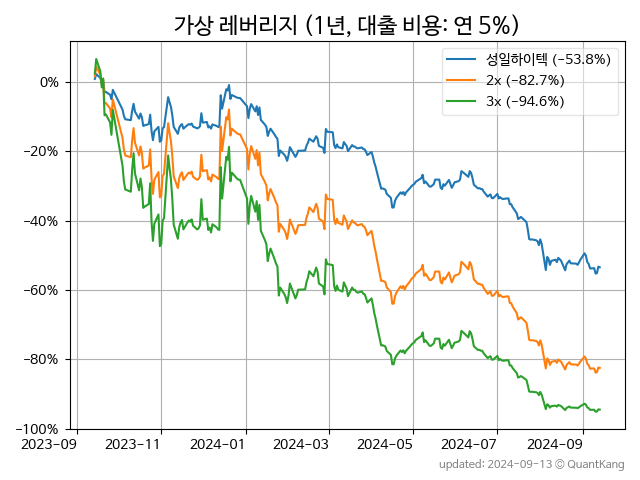 가상 레버리지 (1년, 대출 비용: 연 5%)
성일하이텍 (−53.8%)
2x (−82.7%)
3x (−94.6%)
0%
−20%
−40%
−60%
−80%
−100%
2023-09 2023-11 2024-01 2024-03 2024-05 2024-07 2024-09
updated: 2024-09-13 © QuantKang